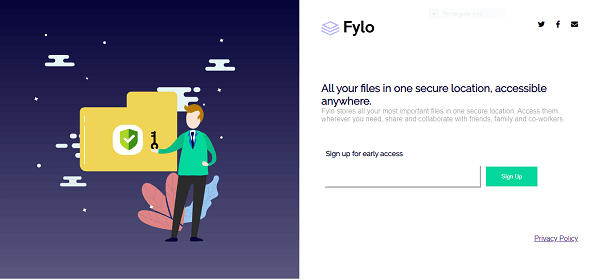 Fylo
All your files in one secure location, accessible
anywhere.
Fylo stores all your most important files in one secure location. Access them
wherever you need, share and collaborate with friends, family and co-workers.
Sign up for early access
Sign Up
Privacy Policy